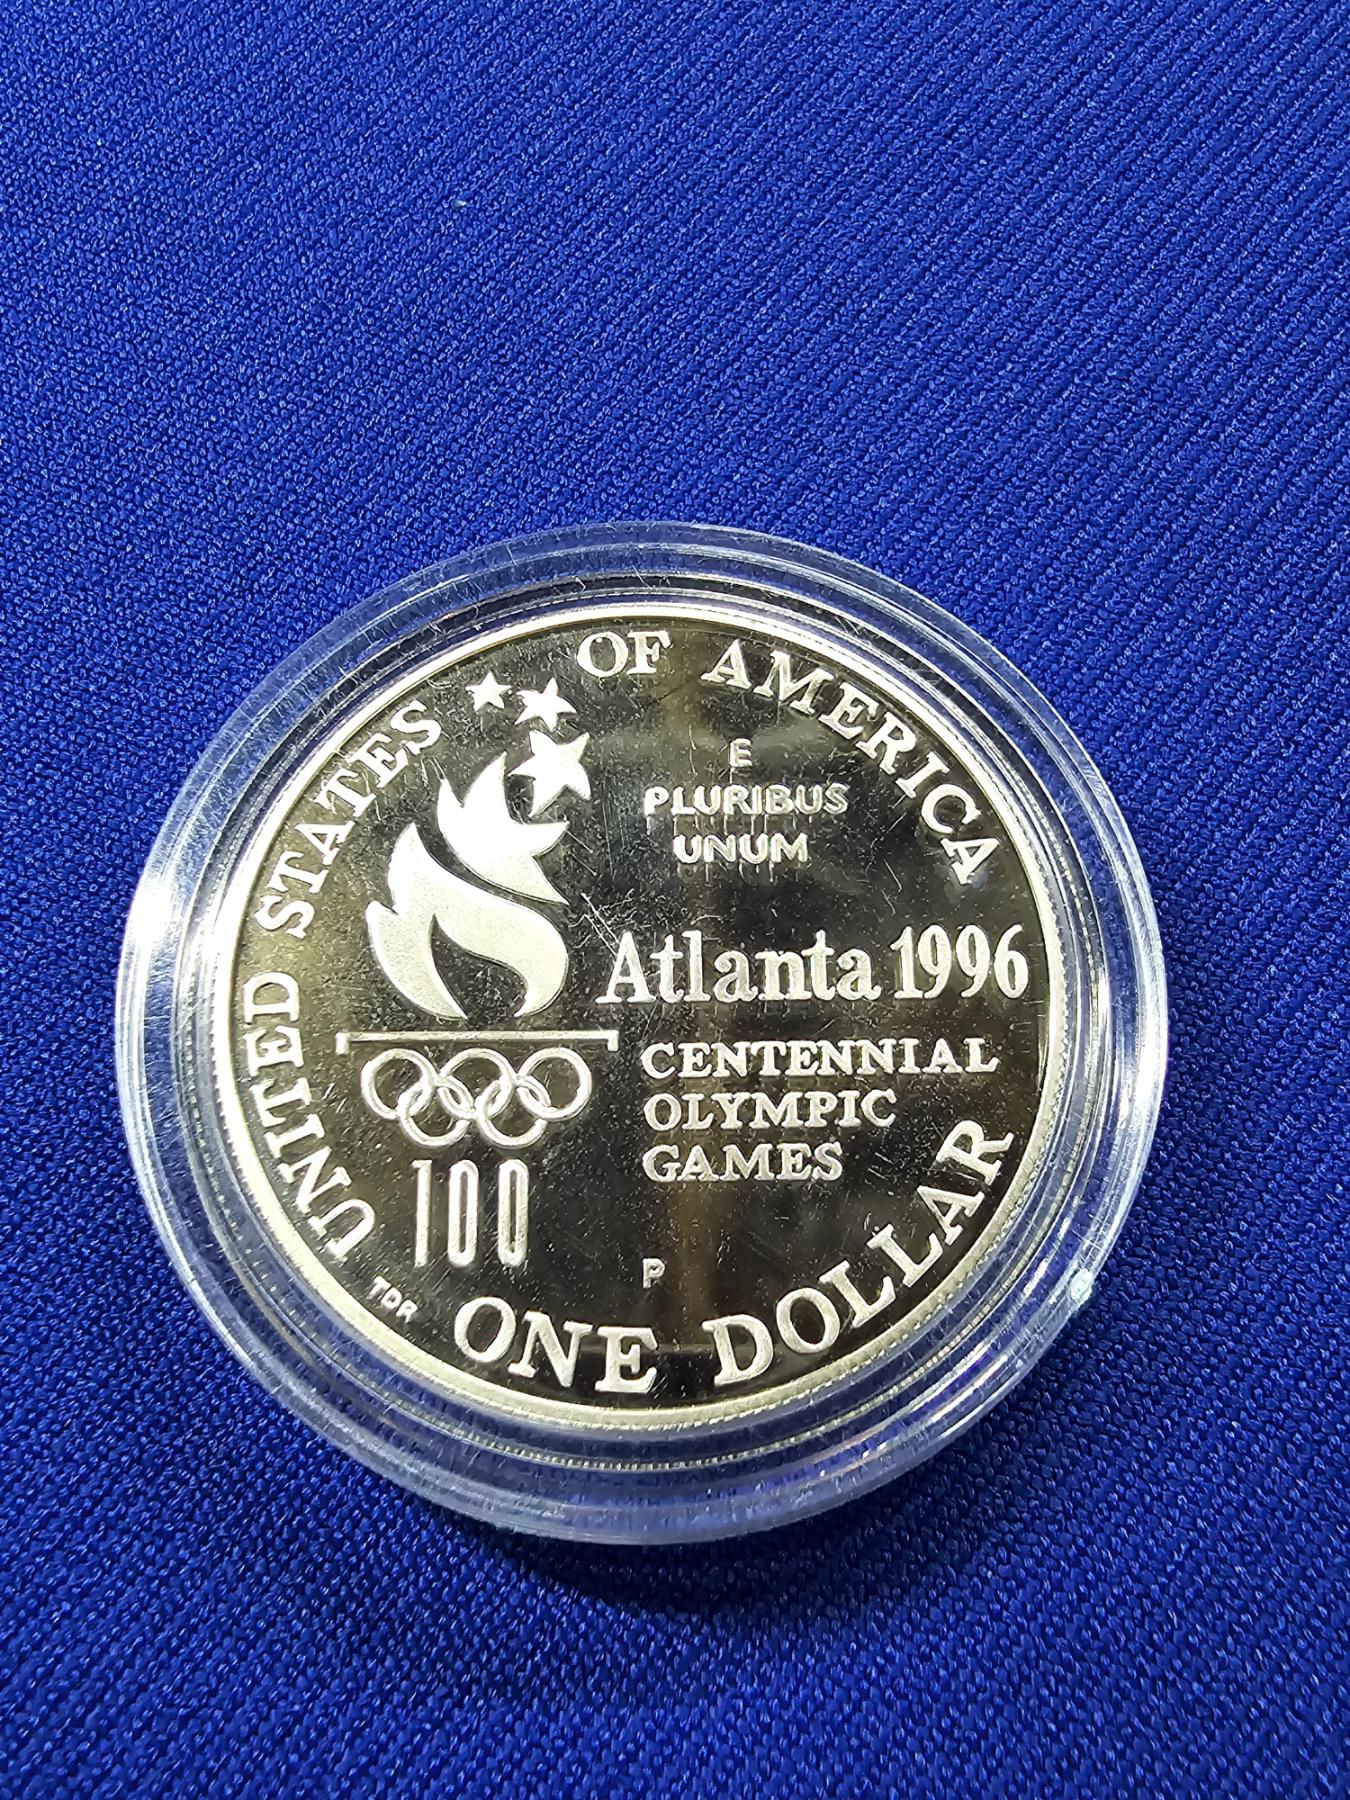 UNITED STATES OF AMERICA
E
PLURIBUS
UNUM
Atlanta 1996
CENTENNIAL
OLYMPIC
GAMES
100
P
TDR
ONE DOLLAR